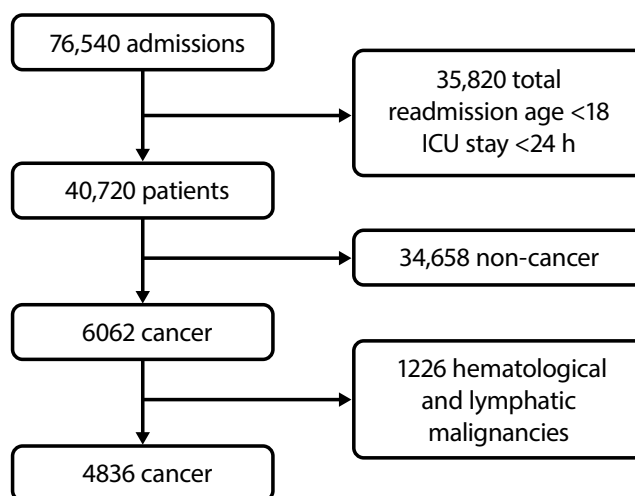 76,540 admissions
35,820 total
readmission age <18
ICU stay <24 h
40,720 patients
34,658 non-cancer
6062 cancer
1226 hematological
and lymphatic
malignancies
4836 cancer